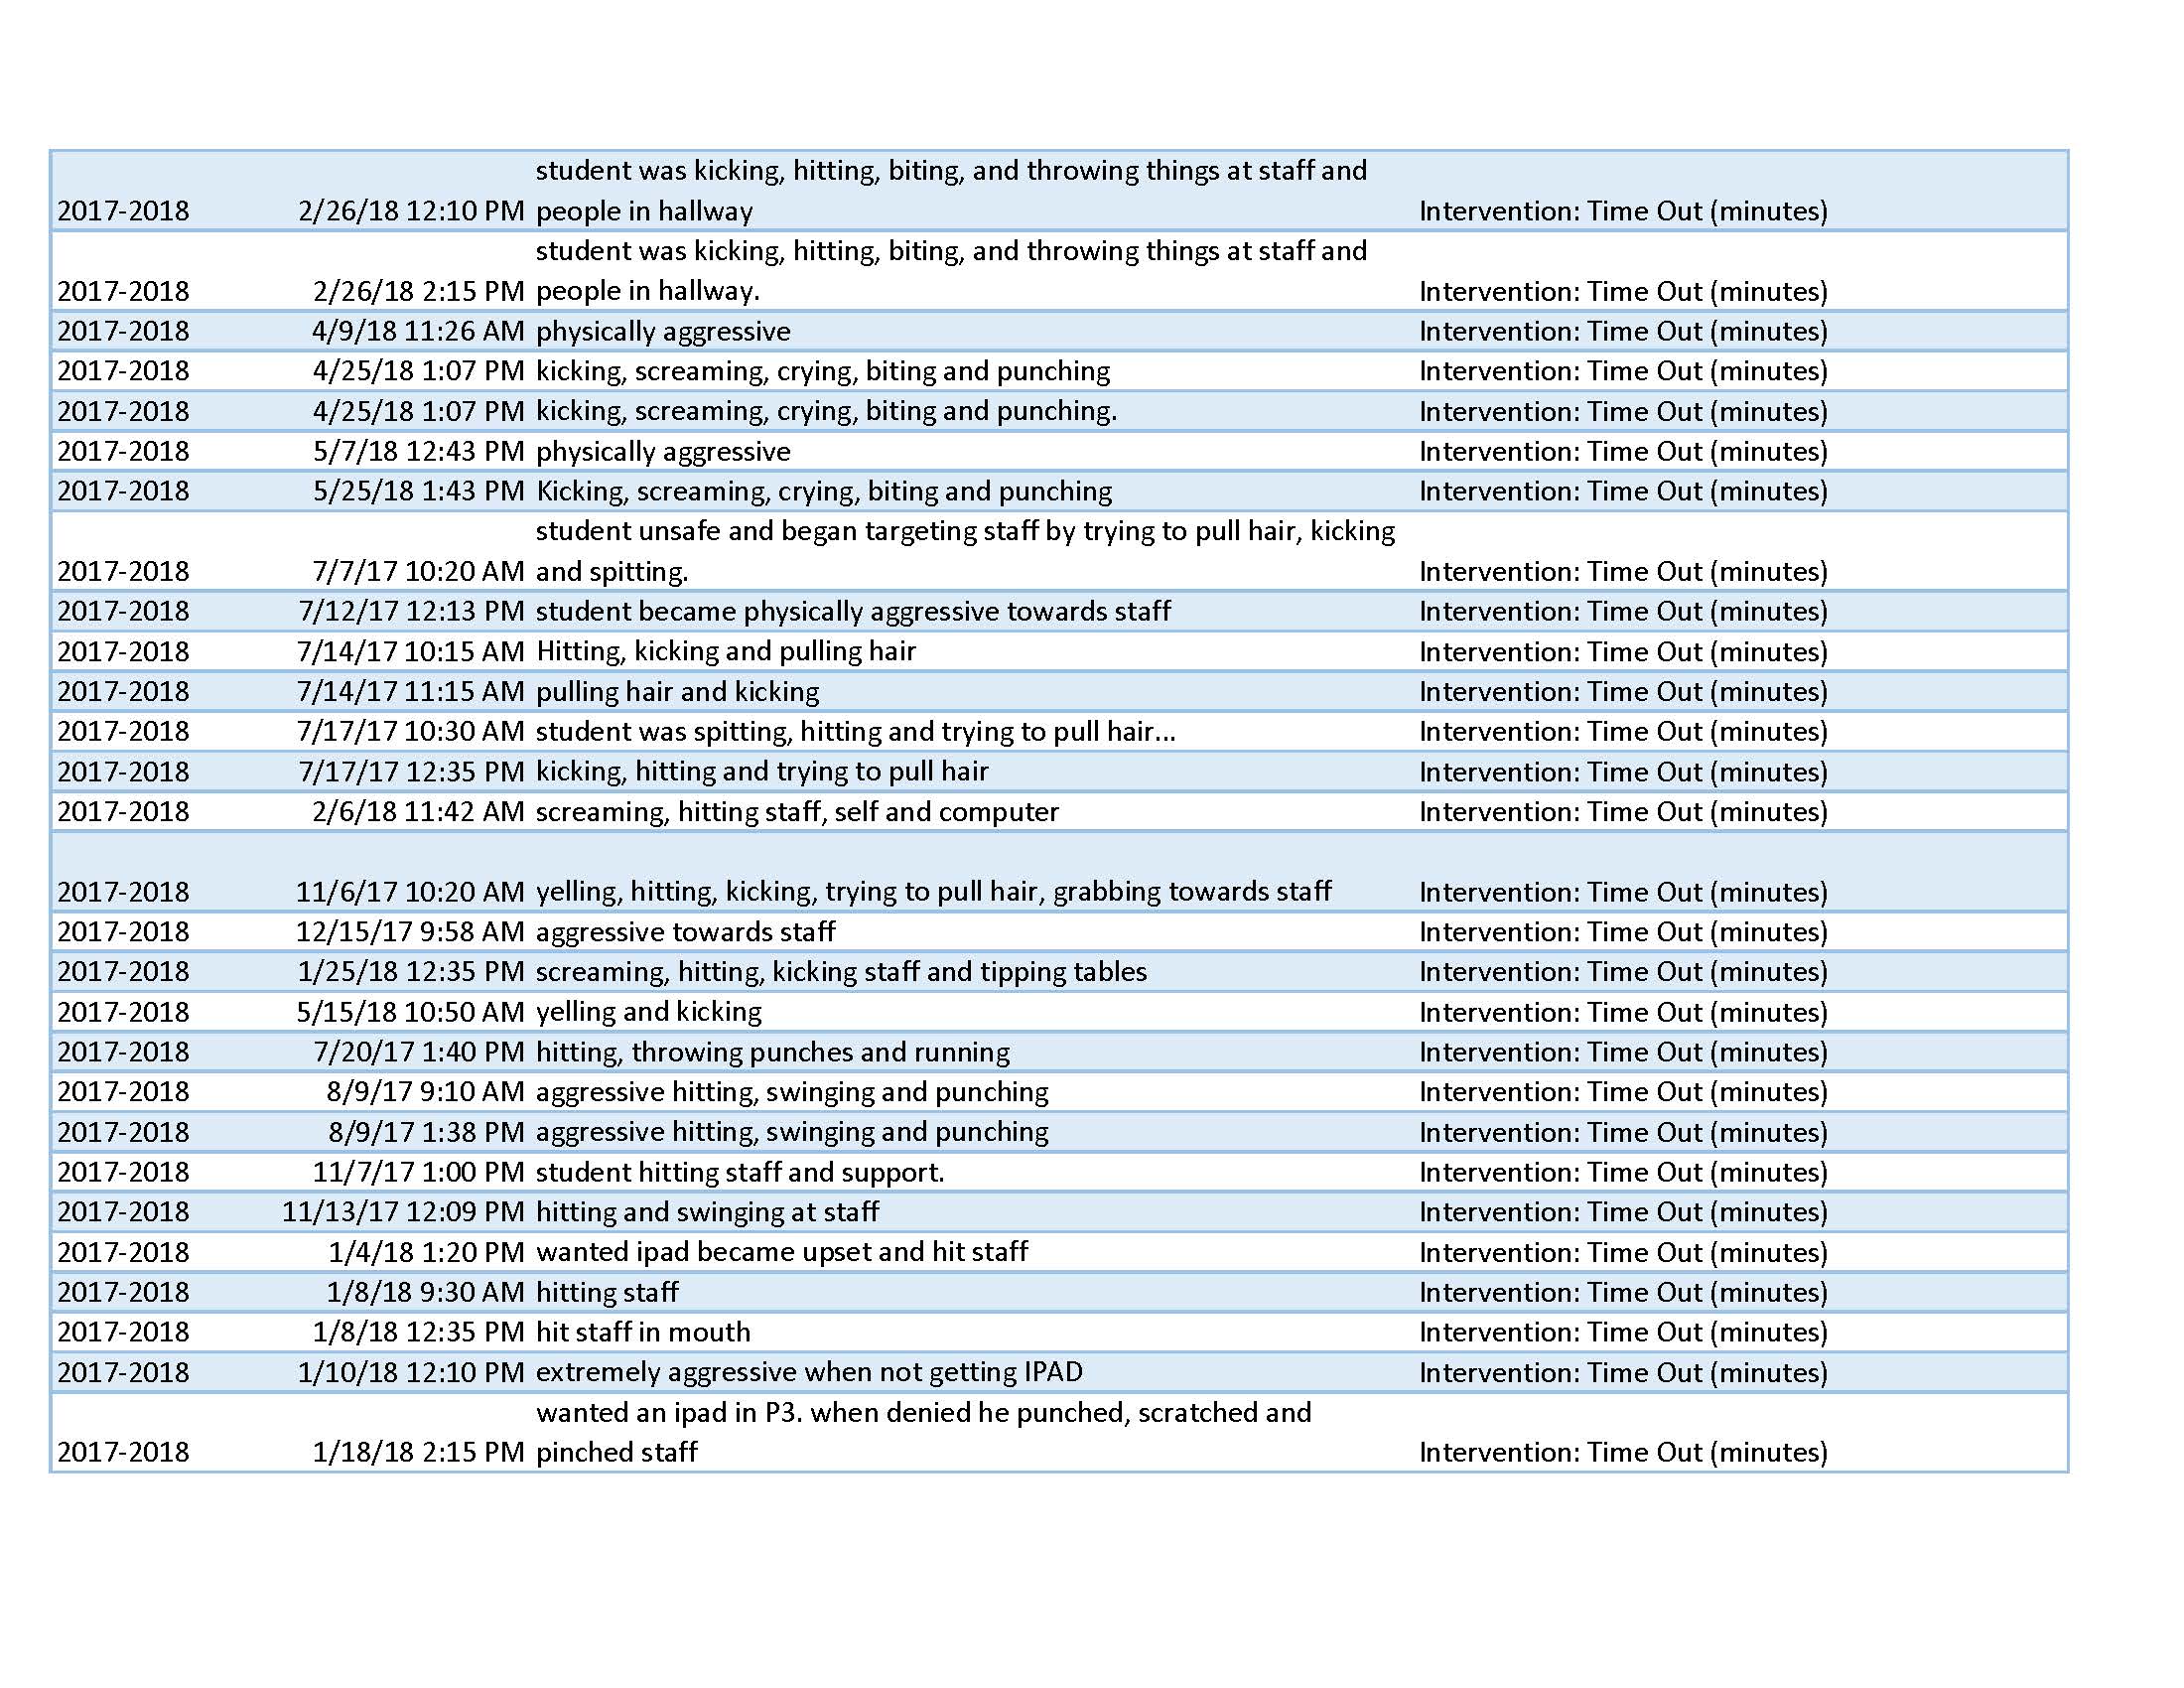 student was kicking, hitting, biting, and throwing things at staff and
2017-2018 2/26/18 12:10 PM people in hallway Intervention: Time Out (minutes)
student was kicking, hitting, biting, and throwing things at staff and
2017-2018 2/26/18 2:15 PM people in hallway. Intervention: Time Out (minutes)
2017-2018 4/9/18 11:26 AM physically aggressive Intervention: Time Out (minutes)
2017-2018 4/25/18 1:07 PM kicking, screaming, crying, biting and punching Intervention: Time Out (minutes)
2017-2018 4/25/18 1:07 PM kicking, screaming, crying, biting and punching. Intervention: Time Out (minutes)
2017-2018 5/7/18 12:43 PM physically aggressive Intervention: Time Out (minutes)
2017-2018 5/25/18 1:43 PM Kicking, screaming, crying, biting and punching Intervention: Time Out (minutes)
student unsafe and began targeting staff by trying to pull hair, kicking
2017-2018 7/7/17 10:20 AM and spitting. Intervention: Time Out (minutes)
2017-2018 7/12/17 12:13 PM student became physically aggressive towards staff Intervention: Time Out (minutes)
2017-2018 7/14/17 10:15 AM Hitting, kicking and pulling hair Intervention: Time Out (minutes)
2017-2018 7/14/17 11:15 AM pulling hair and kicking Intervention: Time Out (minutes)
2017-2018 7/17/17 10:30 AM student was spitting, hitting and trying to pull hair... Intervention: Time Out (minutes)
2017-2018 7/17/17 12:35 PM kicking, hitting and trying to pull hair Intervention: Time Out (minutes)
2017-2018 2/6/18 11:42 AM screaming, hitting staff, self and computer Intervention: Time Out (minutes)
2017-2018 11/6/17 10:20 AM yelling, hitting, kicking, trying to pull hair, grabbing towards staff Intervention: Time Out (minutes)
2017-2018 12/15/17 9:58 AM aggressive towards staff Intervention: Time Out (minutes)
2017-2018 1/25/18 12:35 PM screaming, hitting, kicking staff and tipping tables Intervention: Time Out (minutes)
2017-2018 5/15/18 10:50 AM yelling and kicking Intervention: Time Out (minutes)
2017-2018 7/20/17 1:40 PM hitting, throwing punches and running Intervention: Time Out (minutes)
2017-2018 8/9/17 9:10 AM aggressive hitting, swinging and punching Intervention: Time Out (minutes)
2017-2018 8/9/17 1:38 PM aggressive hitting, swinging and punching Intervention: Time Out (minutes)
2017-2018 11/7/17 1:00 PM student hitting staff and support. Intervention: Time Out (minutes)
2017-2018 11/13/17 12:09 PM hitting and swinging at staff Intervention: Time Out (minutes)
2017-2018 1/4/18 1:20 PM wanted ipad became upset and hit staff Intervention: Time Out (minutes)
2017-2018 1/8/18 9:30 AM hitting staff Intervention: Time Out (minutes)
2017-2018 1/8/18 12:35 PM hit staff in mouth Intervention: Time Out (minutes)
2017-2018 1/10/18 12:10 PM extremely aggressive when not getting IPAD Intervention: Time Out (minutes)
wanted an ipad in P3. when denied he punched, scratched and
2017-2018 1/18/18 2:15 PM pinched staff Intervention: Time Out (minutes)